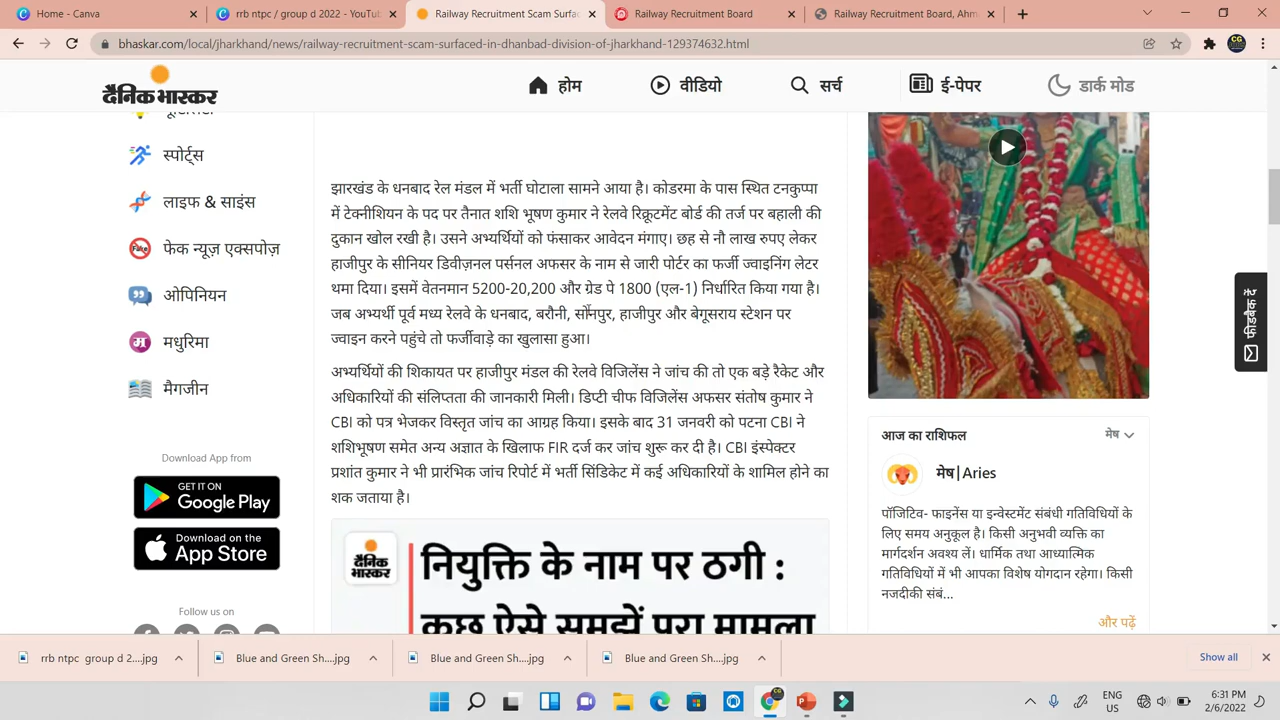 Home - Canva
rrb ntpc / group d 2022 - YouTu
Railway Recruitment Scam Surfac
Railway Recruitment Board
Railway Recruitment Board, Ahm
bhaskar.com/local/jharkhand/news/railway-recruitment-scam-surfaced-in-dhanbad-division-of-jharkhand-129374632.html
दैनिक भास्कर
होम
वीडियो
सर्च
ई-पेपर
डार्क मोड
स्पोर्ट्स
लाइफ & साइंस
फेक न्यूज़ एक्सपोज़
ओपिनियन
मधुरिमा
मैगजीन
Download App from
GET IT ON
Google Play
Download on the
App Store
Follow us on
झारखंड के धनबाद रेल मंडल में भर्ती घोटाला सामने आया है। कोडरमा के पास स्थित टनकुप्पा
में टेक्नीशियन के पद पर तैनात शशि भूषण कुमार ने रेलवे रिक्रूटमेंट बोर्ड की तर्ज पर बहाली की
दुकान खोल रखी है। उसने अभ्यर्थियों को फंसाकर आवेदन मंगाए। छह से नौ लाख रुपए लेकर
हाजीपुर के सीनियर डिवीज़नल पर्सनल अफसर के नाम से जारी पोर्टर का फर्जी ज्वाइनिंग लेटर
थमा दिया। इसमें वेतनमान 5200-20,200 और ग्रेड पे 1800 (एल-1) निर्धारित किया गया है।
जब अभ्यर्थी पूर्व मध्य रेलवे के धनबाद, बरौनी, सोनपुर, हाजीपुर और बेगूसराय स्टेशन पर
ज्वाइन करने पहुंचे तो फर्जीवाड़े का खुलासा हुआ।
अभ्यर्थियों की शिकायत पर हाजीपुर मंडल की रेलवे विजिलेंस ने जांच की तो एक बड़े रैकेट और
अधिकारियों की संलिप्तता की जानकारी मिली। डिप्टी चीफ विजिलेंस अफसर संतोष कुमार ने
CBI को पत्र भेजकर विस्तृत जांच का आग्रह किया। इसके बाद 31 जनवरी को पटना CBI ने
शशिभूषण समेत अन्य अज्ञात के खिलाफ FIR दर्ज कर जांच शुरू कर दी है। CBI इंस्पेक्टर
प्रशांत कुमार ने भी प्रारंभिक जांच रिपोर्ट में भर्ती सिंडिकेट में कई अधिकारियों के शामिल होने का
शक जताया है।
दैनिक
भास्कर
नियुक्ति के नाम पर ठगी :
कुछ ऐसे समझें पूरा मामला
आज का राशिफल
मेष
मेष|Aries
पॉजिटिव- फाइनेंस या इन्वेस्टमेंट संबंधी गतिविधियों के
लिए समय अनुकूल है। किसी अनुभवी व्यक्ति का
मार्गदर्शन अवश्य लें। धार्मिक तथा आध्यात्मिक
गतिविधियों में भी आपका विशेष योगदान रहेगा। किसी
नजदीकी संबं...
और पढ़ें
फीडबैक दें
rrb ntpc group d 2....jpg
Blue and Green Sh....jpg
Blue and Green Sh....jpg
Blue and Green Sh....jpg
Show all
ENG
US
6:31 PM
2/6/2022